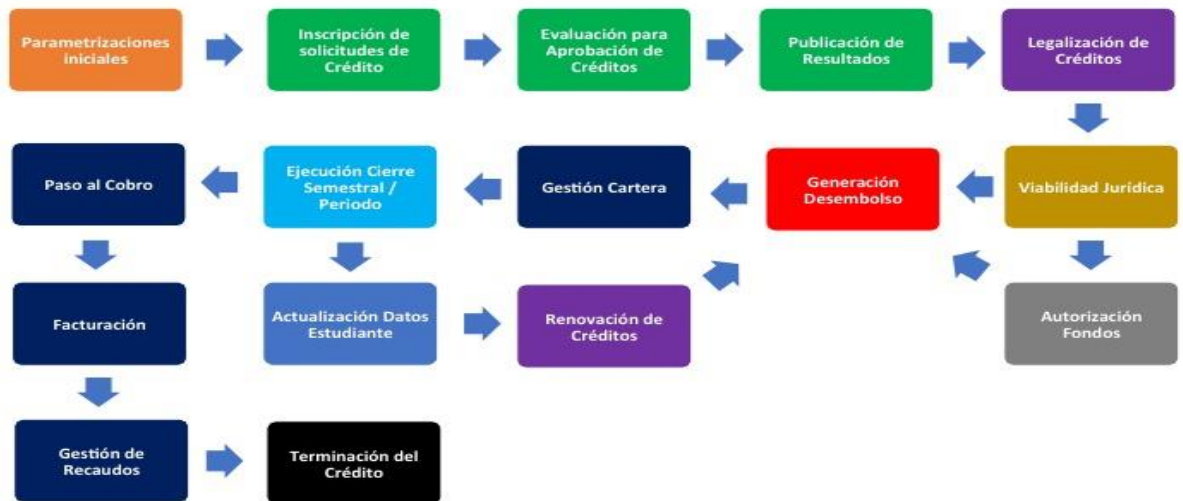 Parametrizaciones
iniciales
Inscripción de
solicitudes de
Crédito
Evaluación para
Aprobación de
Créditos
Publicación de
Resultados
Legalización de
Créditos
Paso al Cobro
Ejecución Cierre
Semestral /
Periodo
Gestión Cartera
Generación
Desembolso
Viabilidad Jurídica
Facturación
Actualización Datos
Estudiante
Renovación de
Créditos
Autorización
Fondos
Gestión de
Recaudos
Terminación del
Crédito